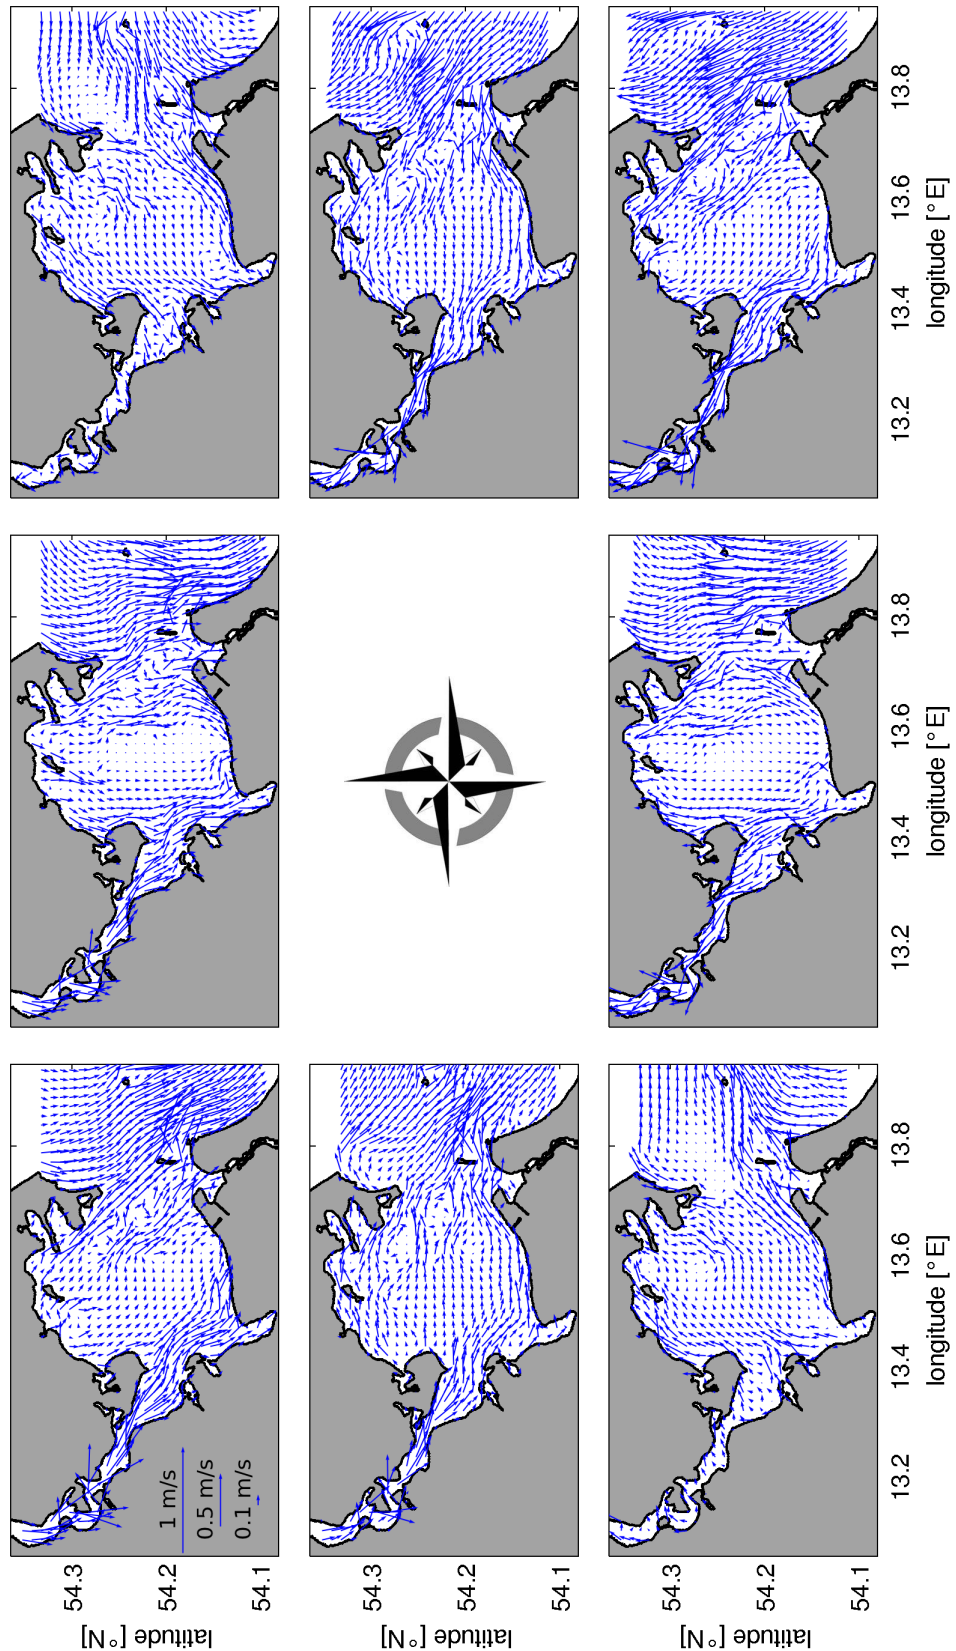 latitude [°N]
54.3
54.2
54.1
1 m/s
0.5 m/s
0.1 m/s
latitude [°N]
54.3
54.2
54.1
latitude [°N]
54.3
54.2
54.1
13.2 13.4 13.6 13.8 13.2 13.4 13.6 13.8 13.2 13.4 13.6 13.8
longitude [°E] longitude [°E] longitude [°E]